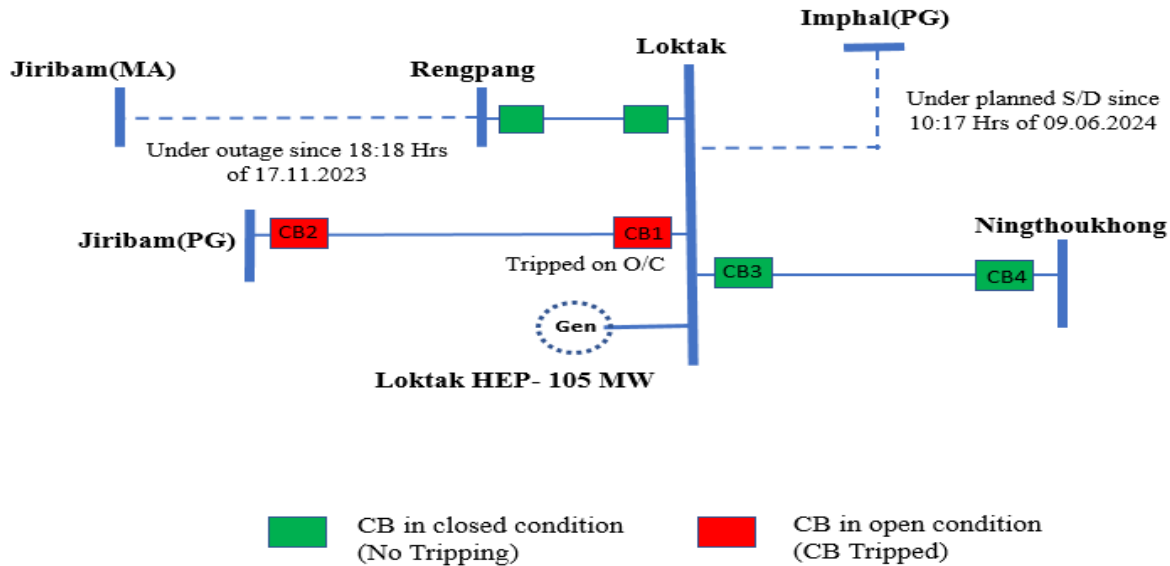 Imphal(PG)
Loktak
Jiribam(MA)
Rengpang
Under planned S/D since
10:17 Hrs of 09.06.2024
Under outage since 18:18 Hrs
of 17.11.2023
Ningthoukhong
Jiribam(PG)
CB2
CB1
Tripped on O/C
CB3
CB4
Gen
Loktak HEP- 105 MW
CB in closed condition
(No Tripping)
CB in open condition
(CB Tripped)